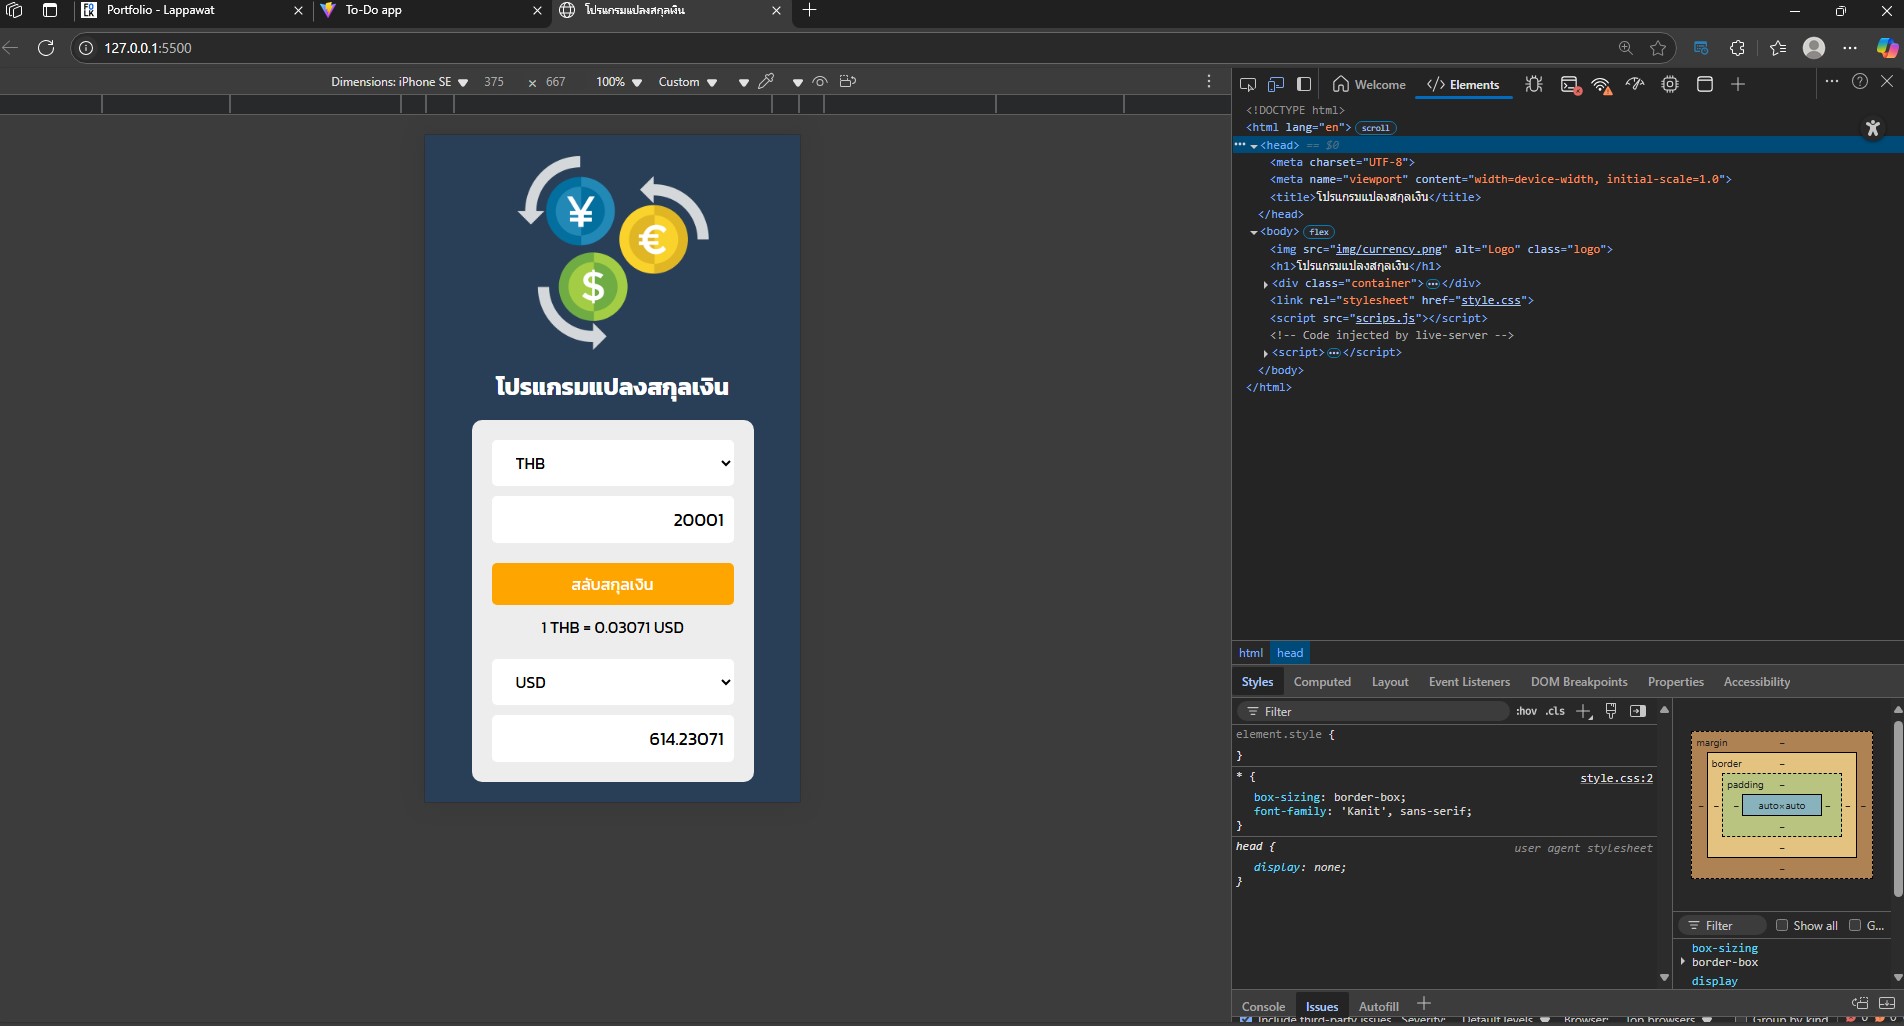 Portfolio - Lappawat
To-Do app
โปรแกรมแปลงสกุลเงิน
127.0.0.1:5500
Dimensions: iPhone SE 375 × 667 100% Custom
Welcome
Elements
<!DOCTYPE html>
<html lang="en"> scroll
<head> == $0
<meta charset="UTF-8">
<meta name="viewport" content="width=device-width, initial-scale=1.0">
<title>โปรแกรมแปลงสกุลเงิน</title>
</head>
<body> flex
<img src="img/currency.png" alt="Logo" class="logo">
<h1>โปรแกรมแปลงสกุลเงิน</h1>
<div class="container"></div>
<link rel="stylesheet" href="style.css">
<script src="scrips.js"></script>
<!-- Code injected by live-server -->
<script></script>
</body>
</html>
¥
€
$
โปรแกรมแปลงสกุลเงิน
THB
20001
สลับสกุลเงิน
1 THB = 0.03071 USD
USD
614.23071
html head
Styles Computed Layout Event Listeners DOM Breakpoints Properties Accessibility
Filter :hov .cls
element.style {
}
* { style.css:2
box-sizing: border-box;
font-family: 'Kanit', sans-serif;
}
head { user agent stylesheet
display: none;
}
margin –
border –
padding –
auto×auto
Filter Show all G...
box-sizing
border-box
display
Console Issues Autofill
Include third-party issues Severity: Default levels Browser: Top browsers Group by kind